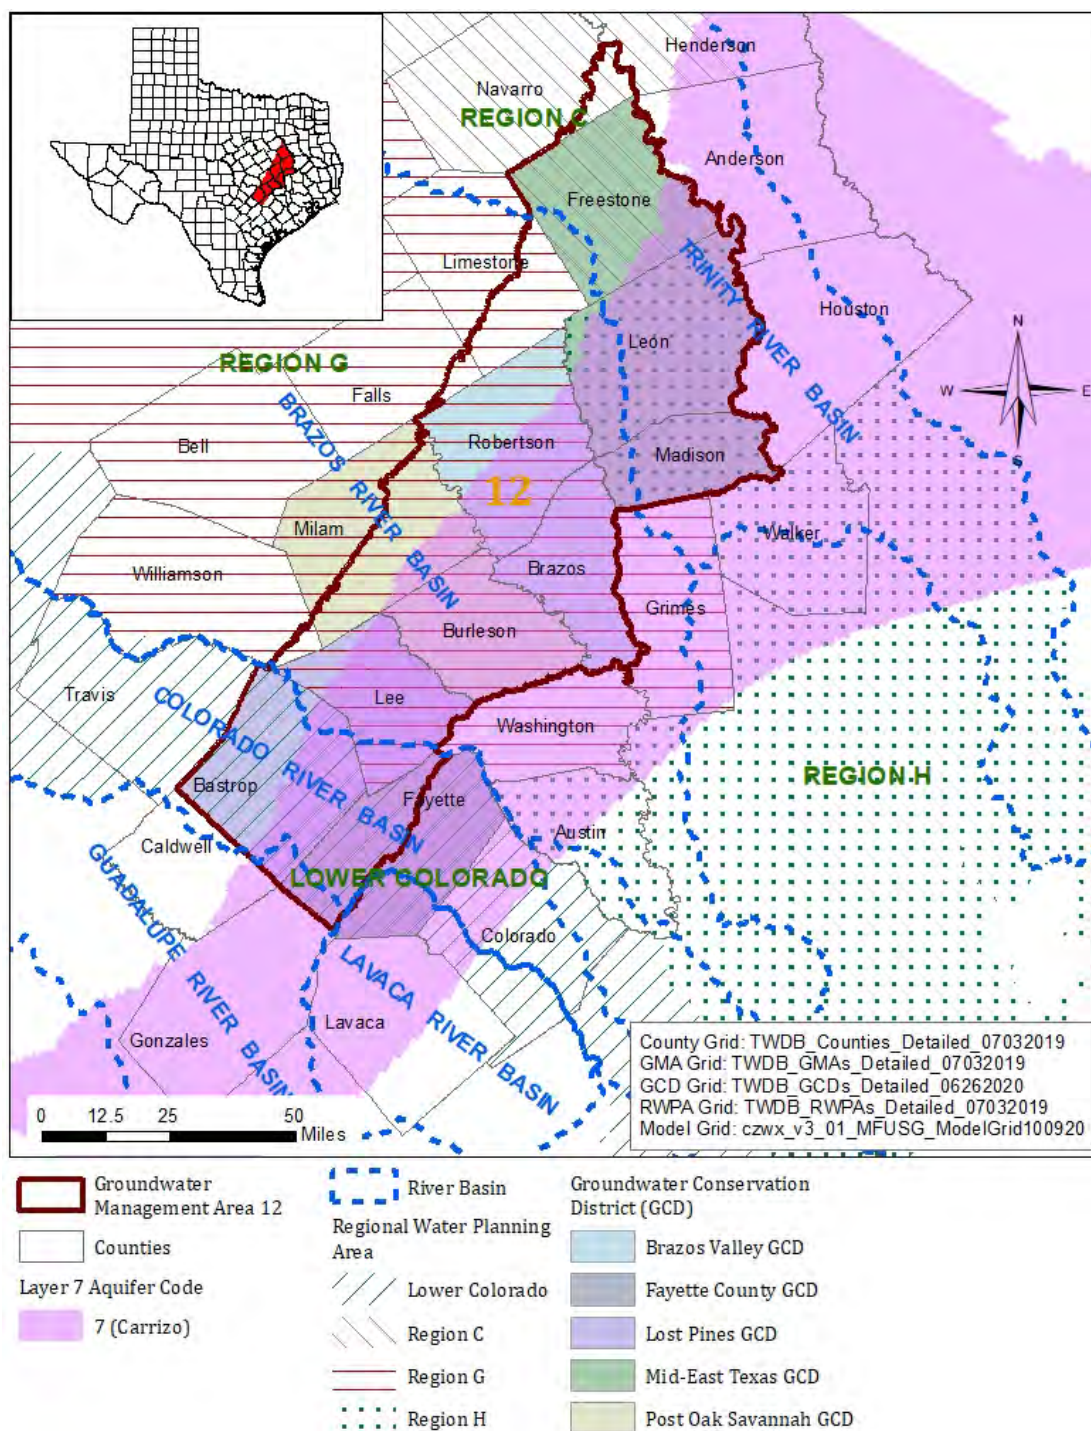 Henderson
Navarro
REGION C
Anderson
Freestone
TRINITY RIVER BASIN
Limestone
Houston
León
N
W
E
S
REGION G
Falls
BRAZOS RIVER BASIN
Bell
Robertson
Madison
12
Milam
Walker
Williamson
Brazos
Grimes
Burleson
Travis
Lee
Washington
COLORADO RIVER BASIN
REGION H
Bastrop
Fayette
Austin
Caldwell
LOWER COLORADO
GUADALUPE RIVER BASIN
Colorado
LAVACA RIVER BASIN
Lavaca
Gonzales
County Grid: TWDB_Counties_Detailed_07032019
GMA Grid: TWDB_GMAs_Detailed_07032019
GCD Grid: TWDB_GCDs_Detailed_06262020
RWPA Grid: TWDB_RWPAs_Detailed_07032019
Model Grid: czwx_v3_01_MFUSG_ModelGrid100920
0 12.5 25 50
Miles
Groundwater
Management Area 12
Counties
Layer 7 Aquifer Code
7 (Carrizo)
River Basin
Regional Water Planning
Area
Lower Colorado
Region C
Region G
Region H
Groundwater Conservation
District (GCD)
Brazos Valley GCD
Fayette County GCD
Lost Pines GCD
Mid-East Texas GCD
Post Oak Savannah GCD